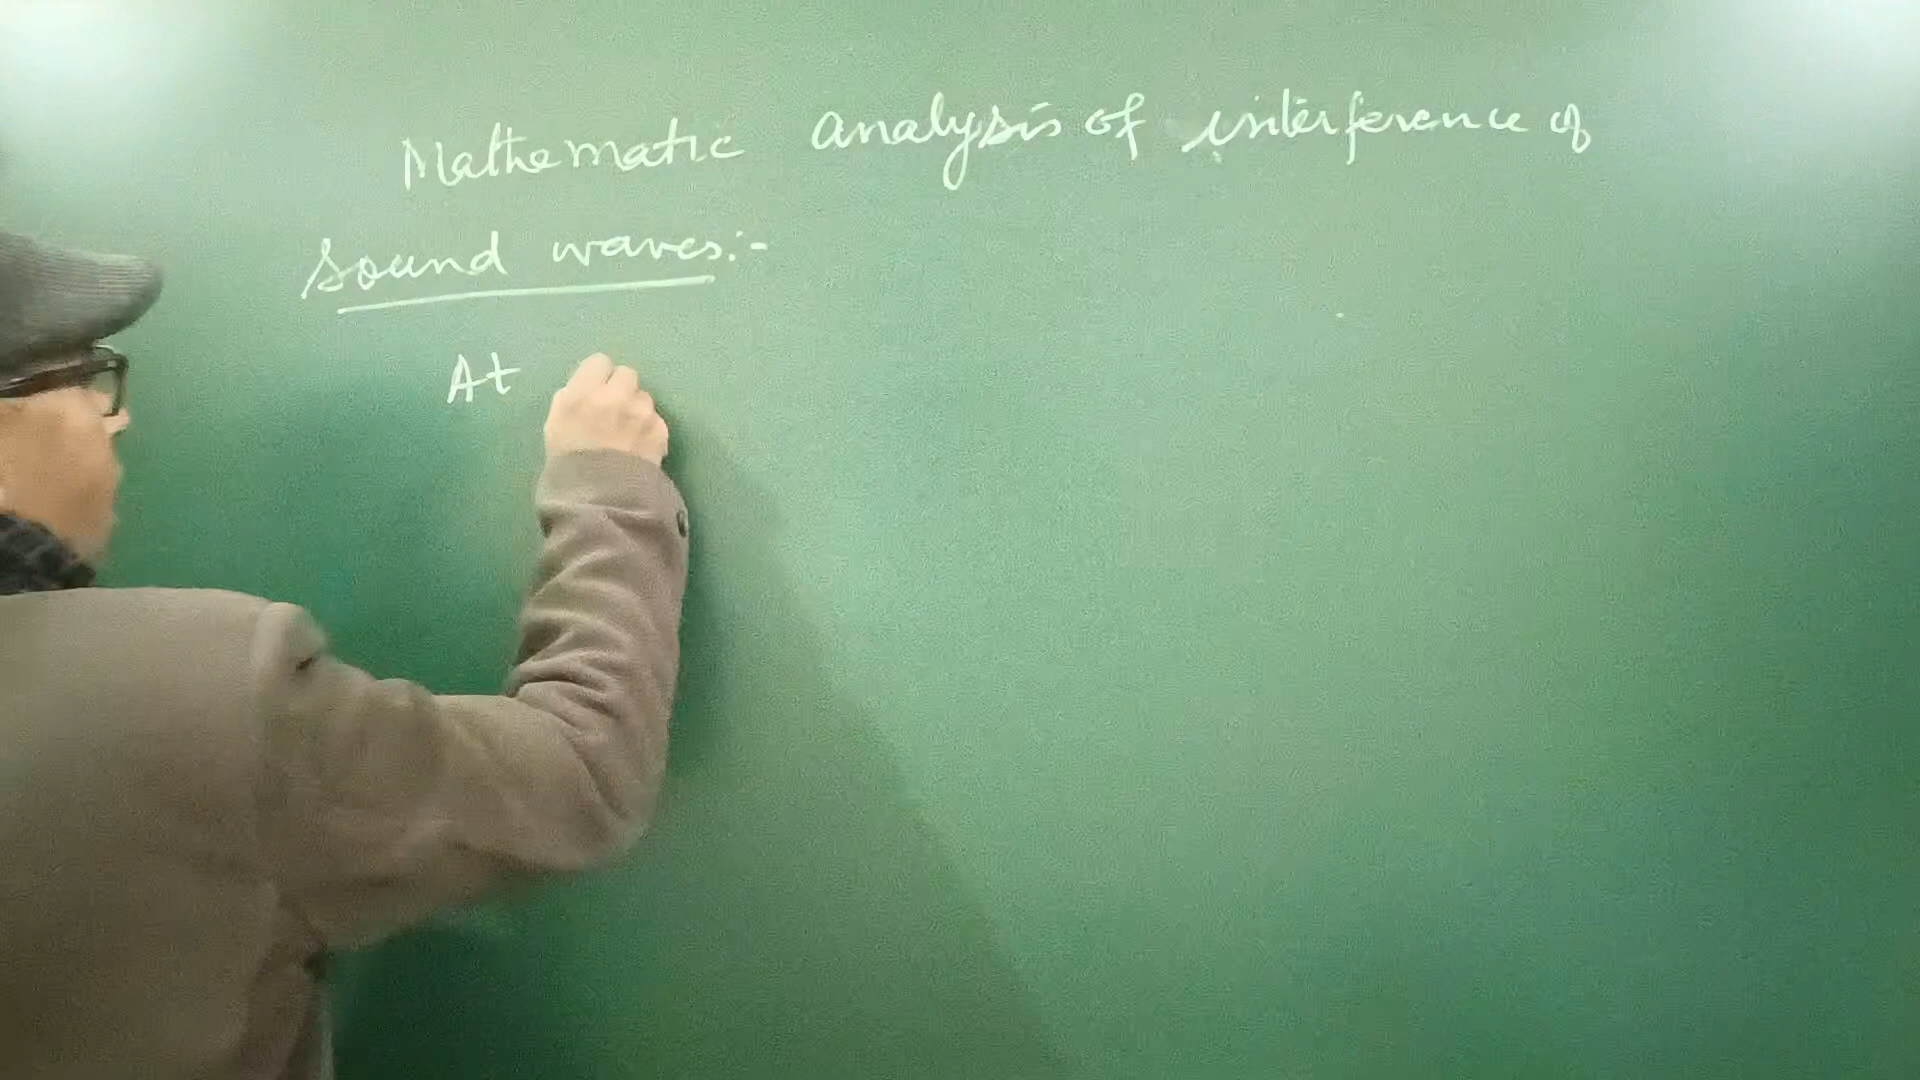 Mathematic analysis of interference of
sound waves:-
At